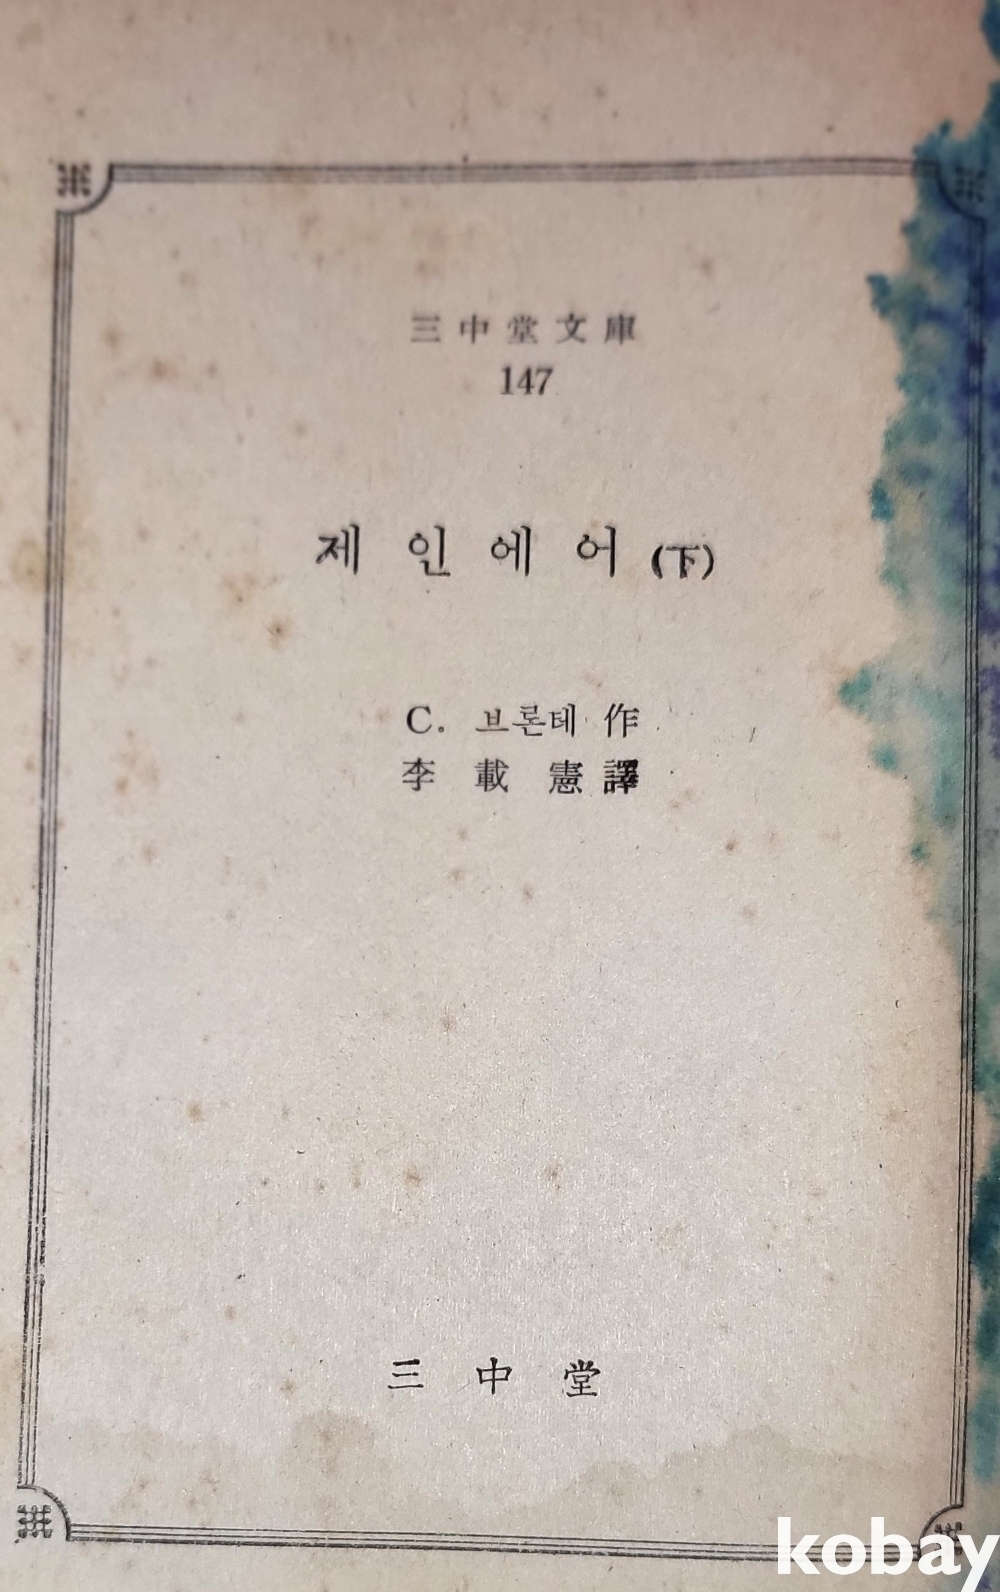 三中堂文庫
147
제인에어 (下)
C. 브론테 作
李載憲 譯
三中堂
kobay